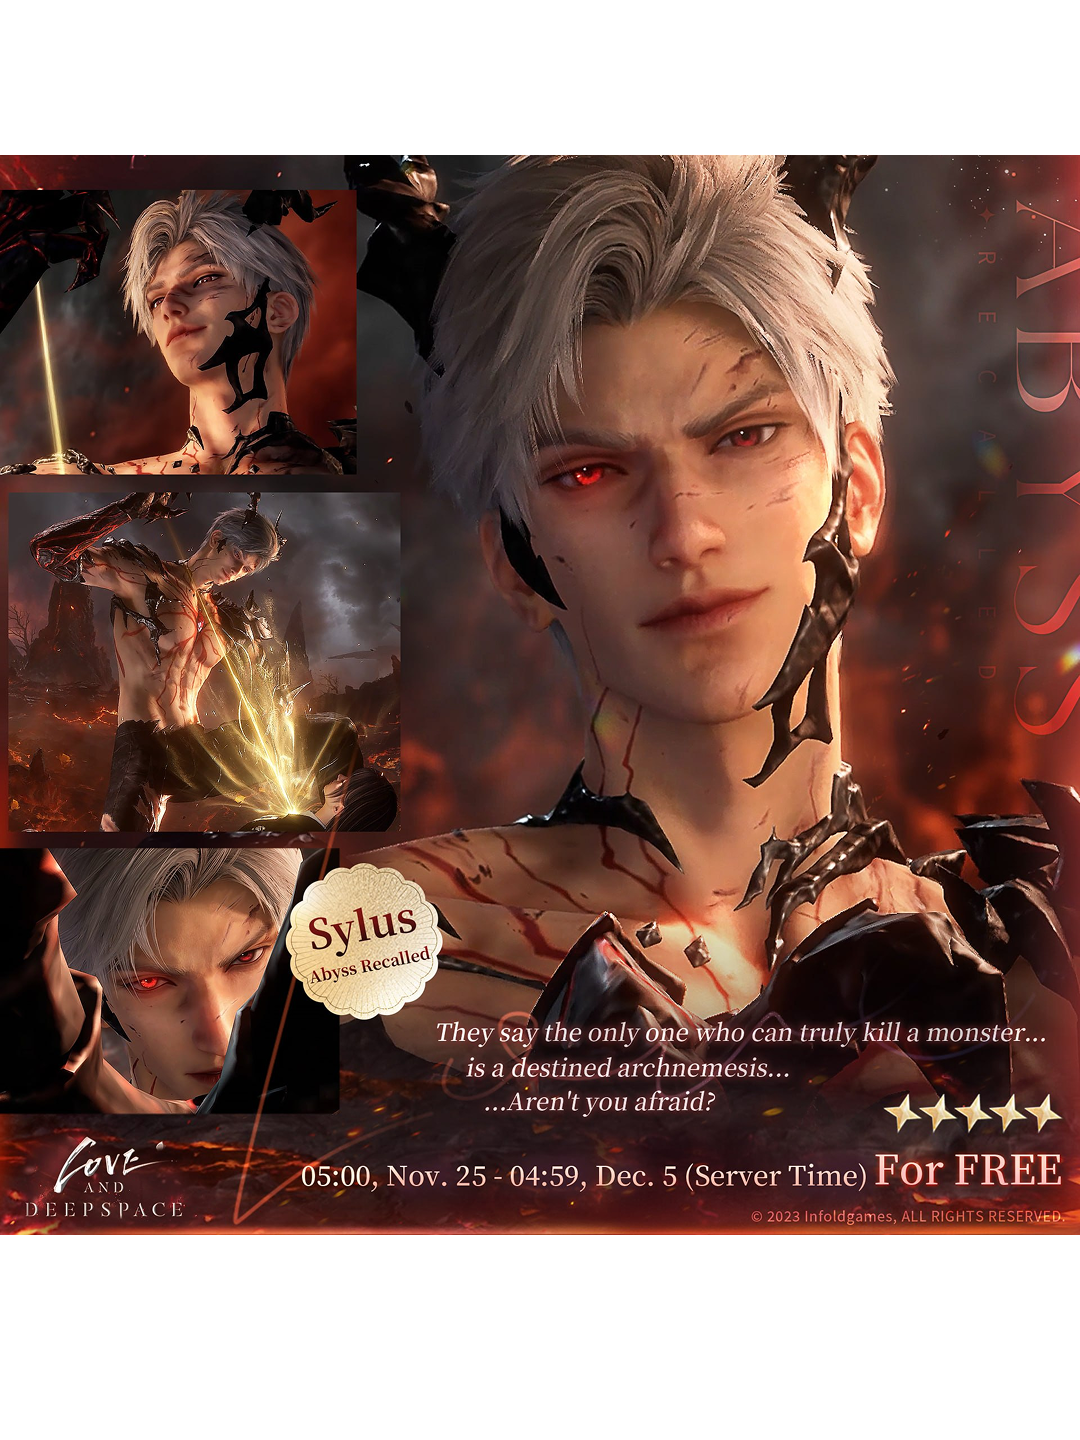 ABYSS
RECALLED
Sylus
Abyss Recalled
They say the only one who can truly kill a monster...
is a destined archnemesis...
...Aren't you afraid?
LOVE
AND
DEEPSPACE
05:00, Nov. 25 - 04:59, Dec. 5 (Server Time) For FREE
© 2023 Infoldgames, ALL RIGHTS RESERVED.